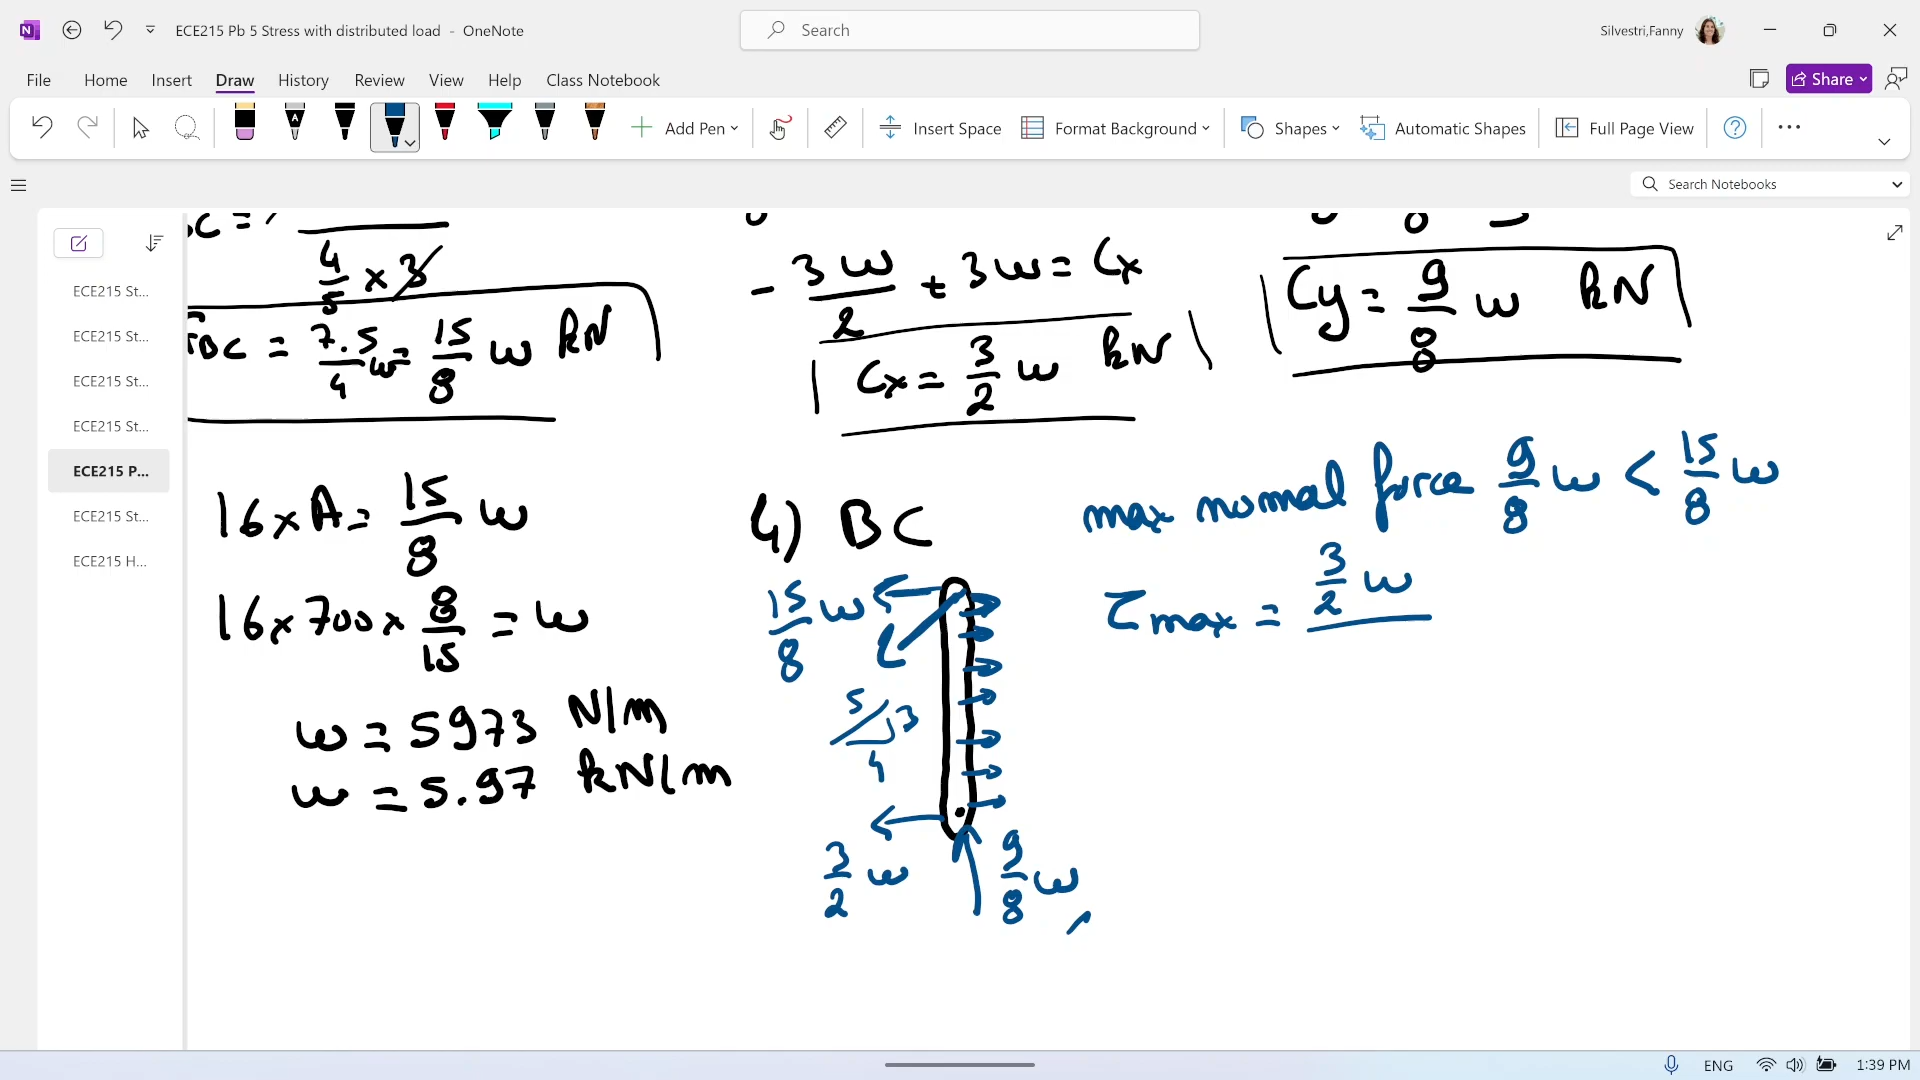 ECE215 Pb 5 Stress with distributed load - OneNote
Search
Silvestri,Fanny
File Home Insert Draw History Review View Help Class Notebook
Share
Add Pen
Insert Space
Format Background
Shapes
Automatic Shapes
Full Page View
Search Notebooks
ECE215 St...
ECE215 St...
ECE215 St...
ECE215 St...
ECE215 P...
ECE215 St...
ECE215 H...
4/5 x 3
BC = 7.5/4 w = 15/8 w kN
- 3w/2 + 3w = Cx
Cx = 3/2 w kN
Cy = 9/8 w kN
16 x A = 15/8 w
16 x 700 x 8/15 = w
w = 5973 N/m
w = 5.97 kN/m
4) BC
15/8 w
5
3
4
3/2 w
9/8 w
max normal force 9/8 w < 15/8 w
τmax = 3/2 w
ENG
1:39 PM